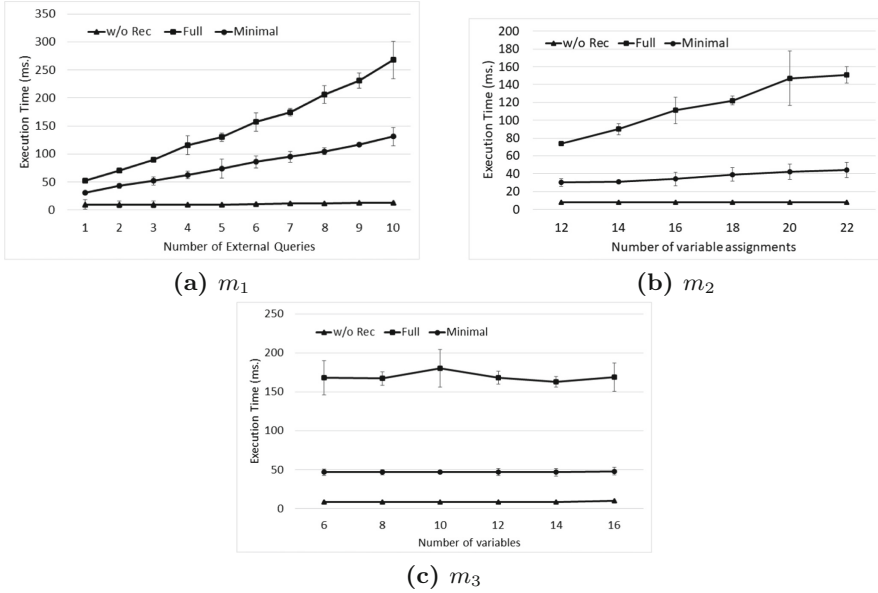 350
w/o Rec Full Minimal
300
250
200
150
100
50
0
Execution Time (ms.)
1 2 3 4 5 6 7 8 9 10
Number of External Queries
(a) m1
200
180
w/o Rec Full Minimal
160
140
120
100
80
60
40
20
0
Execution Time (ms.)
12 14 16 18 20 22
Number of variable assignments
(b) m2
250
w/o Rec Full Minimal
200
150
100
50
0
Execution Time (ms.)
6 8 10 12 14 16
Number of variables
(c) m3